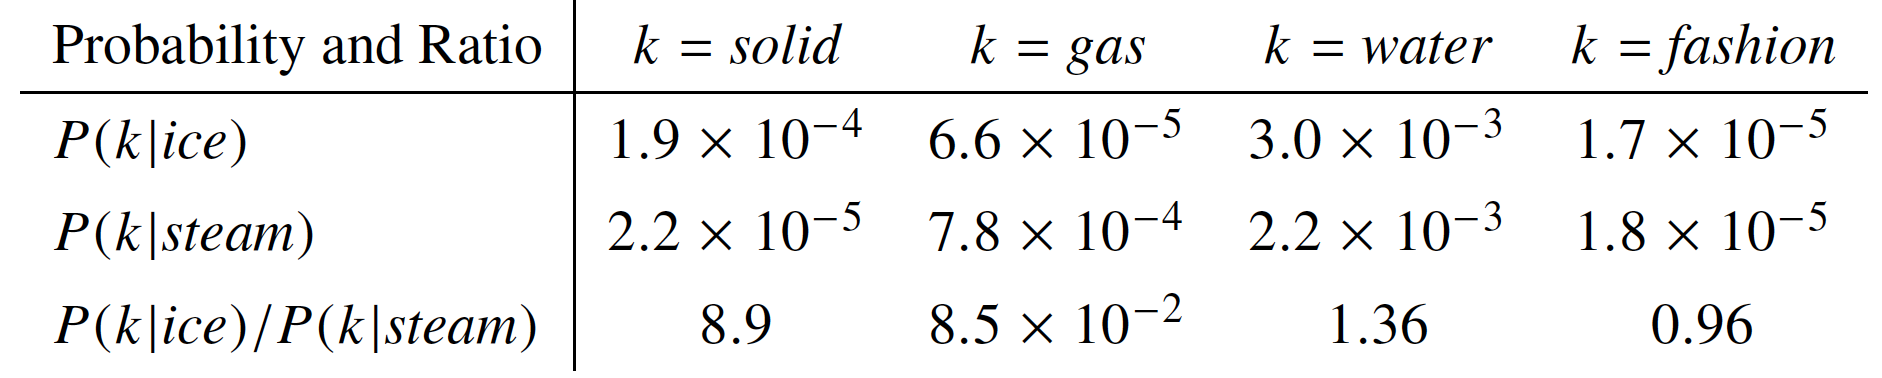 Probability and Ratio k = solid k = gas k = water k = fashion
P(k|ice) 1.9 × 10⁻⁴ 6.6 × 10⁻⁵ 3.0 × 10⁻³ 1.7 × 10⁻⁵
P(k|steam) 2.2 × 10⁻⁵ 7.8 × 10⁻⁴ 2.2 × 10⁻³ 1.8 × 10⁻⁵
P(k|ice)/P(k|steam) 8.9 8.5 × 10⁻² 1.36 0.96